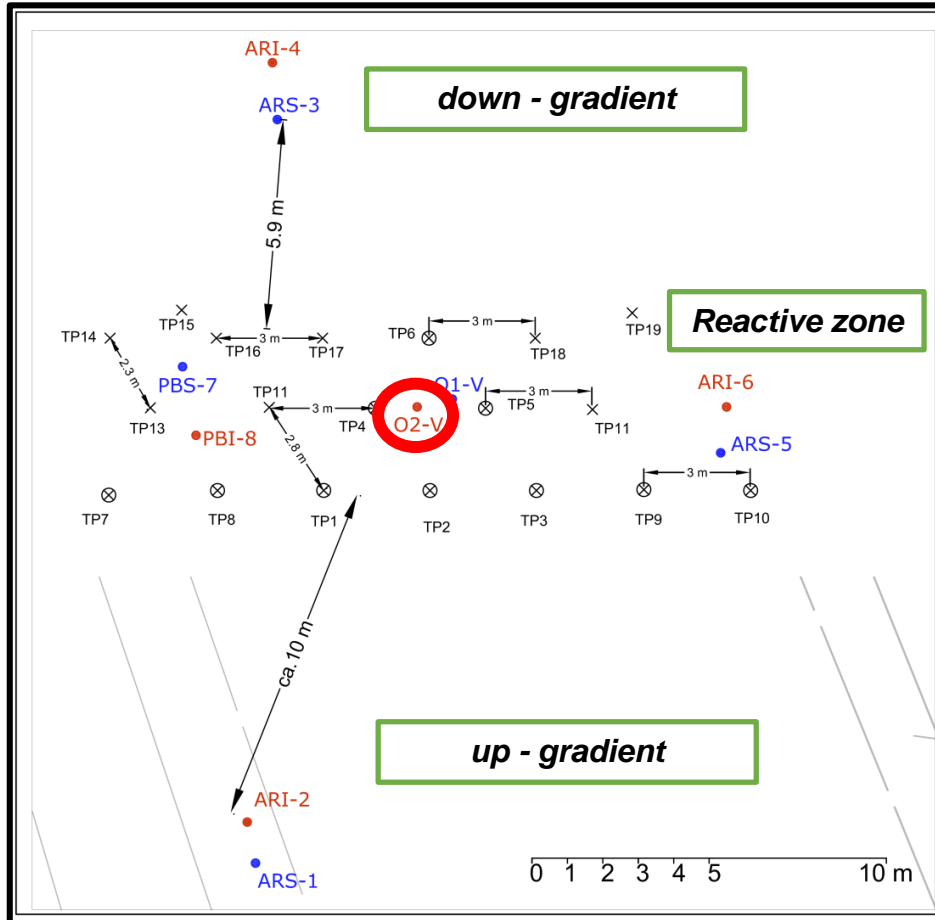 ARI-4
down - gradient
ARS-3
5.9 m
TP15
TP14
3 m
TP16
TP17
TP6
3 m
TP18
TP19
Reactive zone
2.3 m
PBS-7
TP13
PBI-8
TP11
3 m
TP4
O1-V
O2-V
3 m
TP5
TP11
ARI-6
ARS-5
2.8 m
3 m
TP7
TP8
TP1
TP2
TP3
TP9
TP10
ca.10 m
up - gradient
ARI-2
ARS-1
0 1 2 3 4 5 10 m